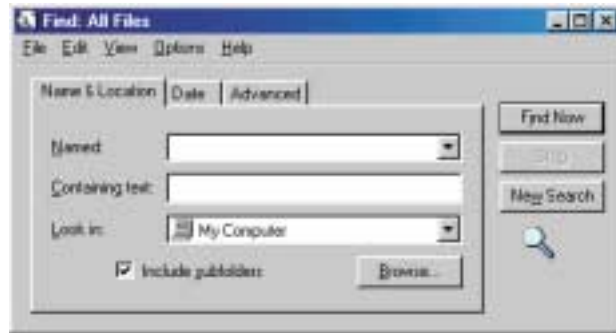 Find: All Files
File Edit View Options Help
Name & Location Date Advanced
Named:
Containing text:
Look in: My Computer
Include subfolders
Browse...
Find Now
Stop
New Search